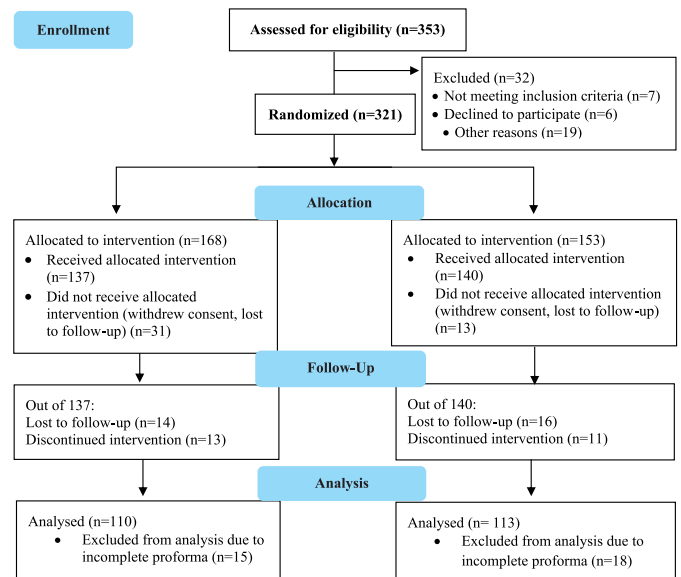 Enrollment
Assessed for eligibility (n=353)
Excluded (n=32)
• Not meeting inclusion criteria (n=7)
• Declined to participate (n=6)
• Other reasons (n=19)
Randomized (n=321)
Allocation
Allocated to intervention (n=168)
• Received allocated intervention
(n=137)
• Did not receive allocated
intervention (withdrew consent, lost
to follow-up) (n=31)
Allocated to intervention (n=153)
• Received allocated intervention
(n=140)
• Did not receive allocated intervention
(withdrew consent, lost to follow-up)
(n=13)
Follow-Up
Out of 137:
Lost to follow-up (n=14)
Discontinued intervention (n=13)
Out of 140:
Lost to follow-up (n=16)
Discontinued intervention (n=11)
Analysis
Analysed (n=110)
• Excluded from analysis due to
incomplete proforma (n=15)
Analysed (n= 113)
• Excluded from analysis due to
incomplete proforma (n=18)